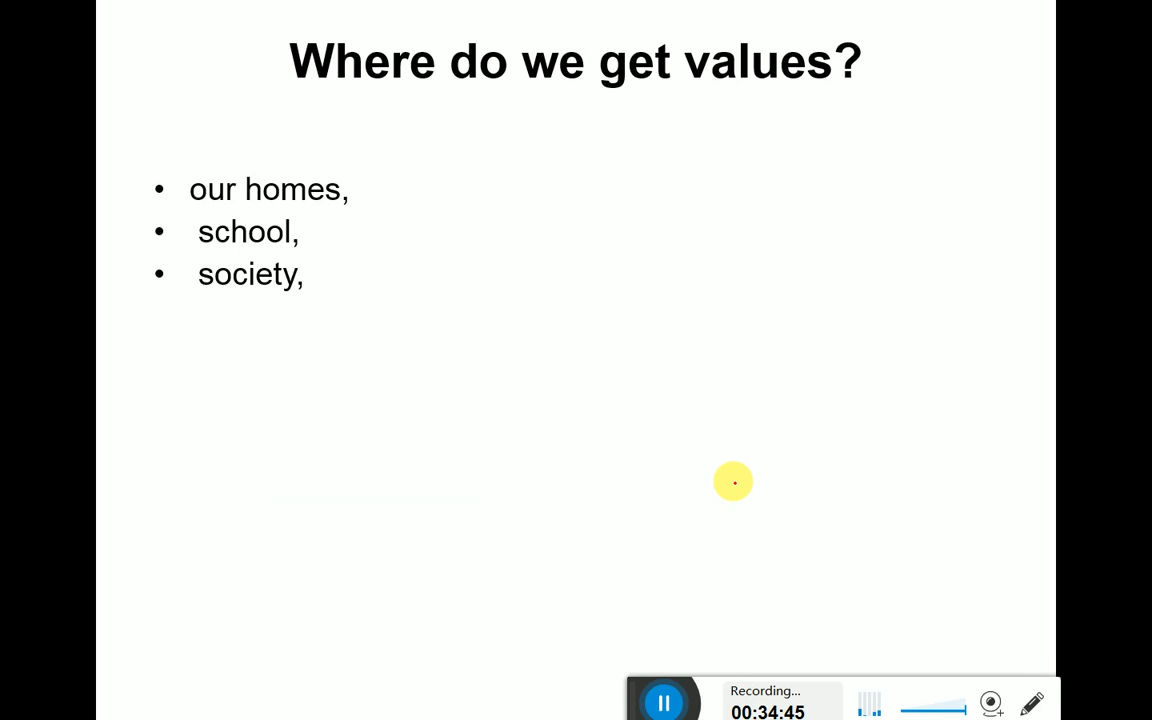 Where do we get values?
• our homes,
• school,
• society,
Recording...
00:34:45